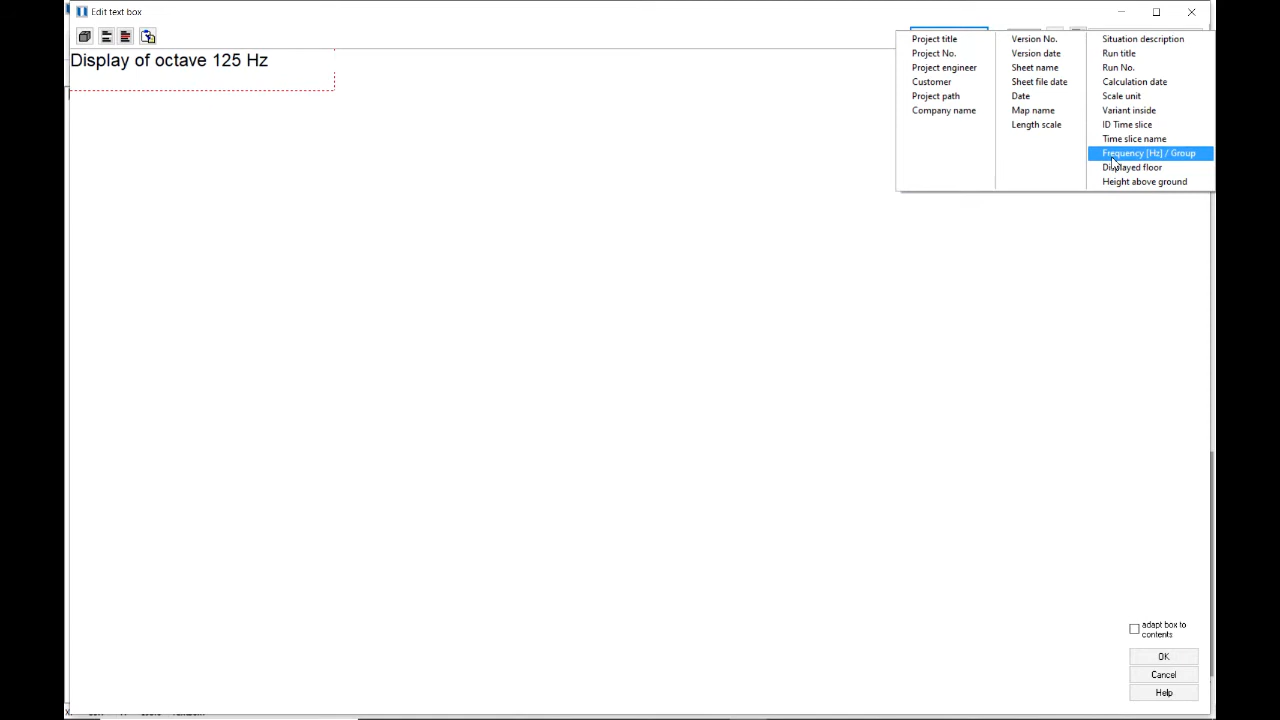 Edit text box
Display of octave 125 Hz
Project title
Project No.
Project engineer
Customer
Project path
Company name
Version No.
Version date
Sheet name
Sheet file date
Date
Map name
Length scale
Situation description
Run title
Run No.
Calculation date
Scale unit
Variant inside
ID Time slice
Time slice name
Frequency [Hz] / Group
Displayed floor
Height above ground
adapt box to
contents
OK
Cancel
Help